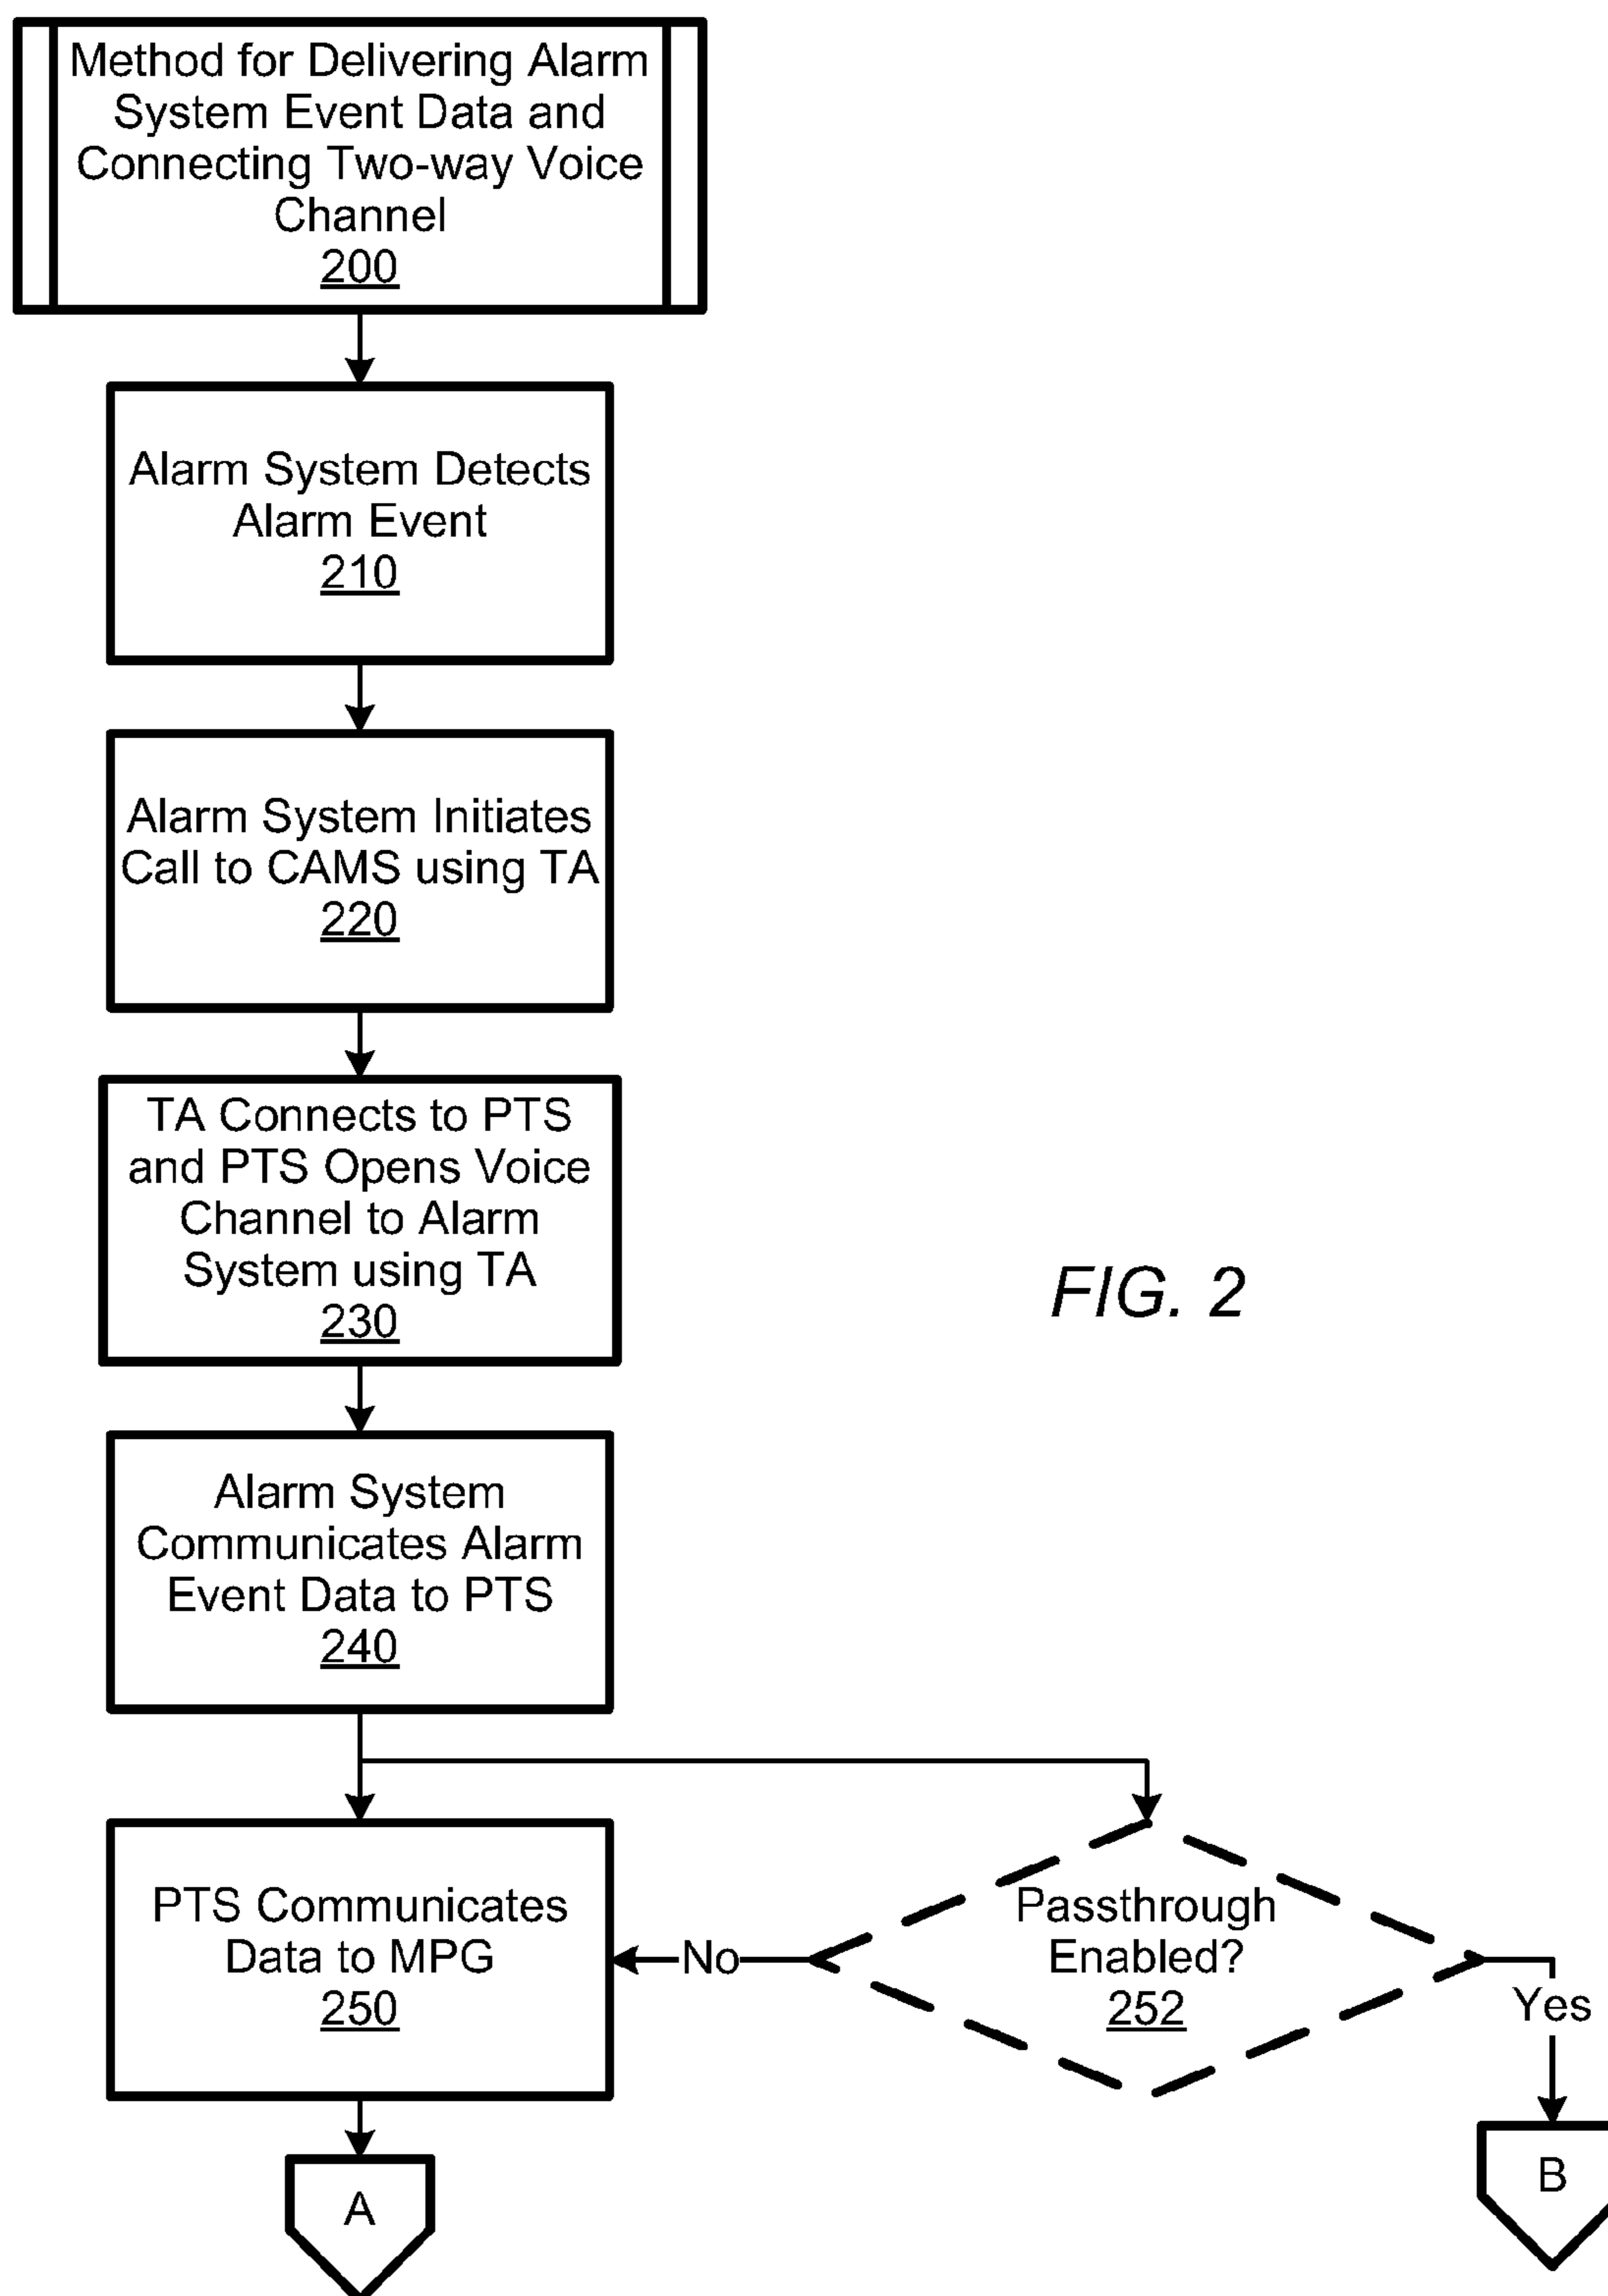 Method for Delivering Alarm
System Event Data and
Connecting Two-way Voice
Channel
200
Alarm System Detects
Alarm Event
210
Alarm System Initiates
Call to CAMS using TA
220
TA Connects to PTS
and PTS Opens Voice
Channel to Alarm
System using TA
230
FIG. 2
Alarm System
Communicates Alarm
Event Data to PTS
240
PTS Communicates
Data to MPG
250
No
Passthrough
Enabled?
252
Yes
A
B